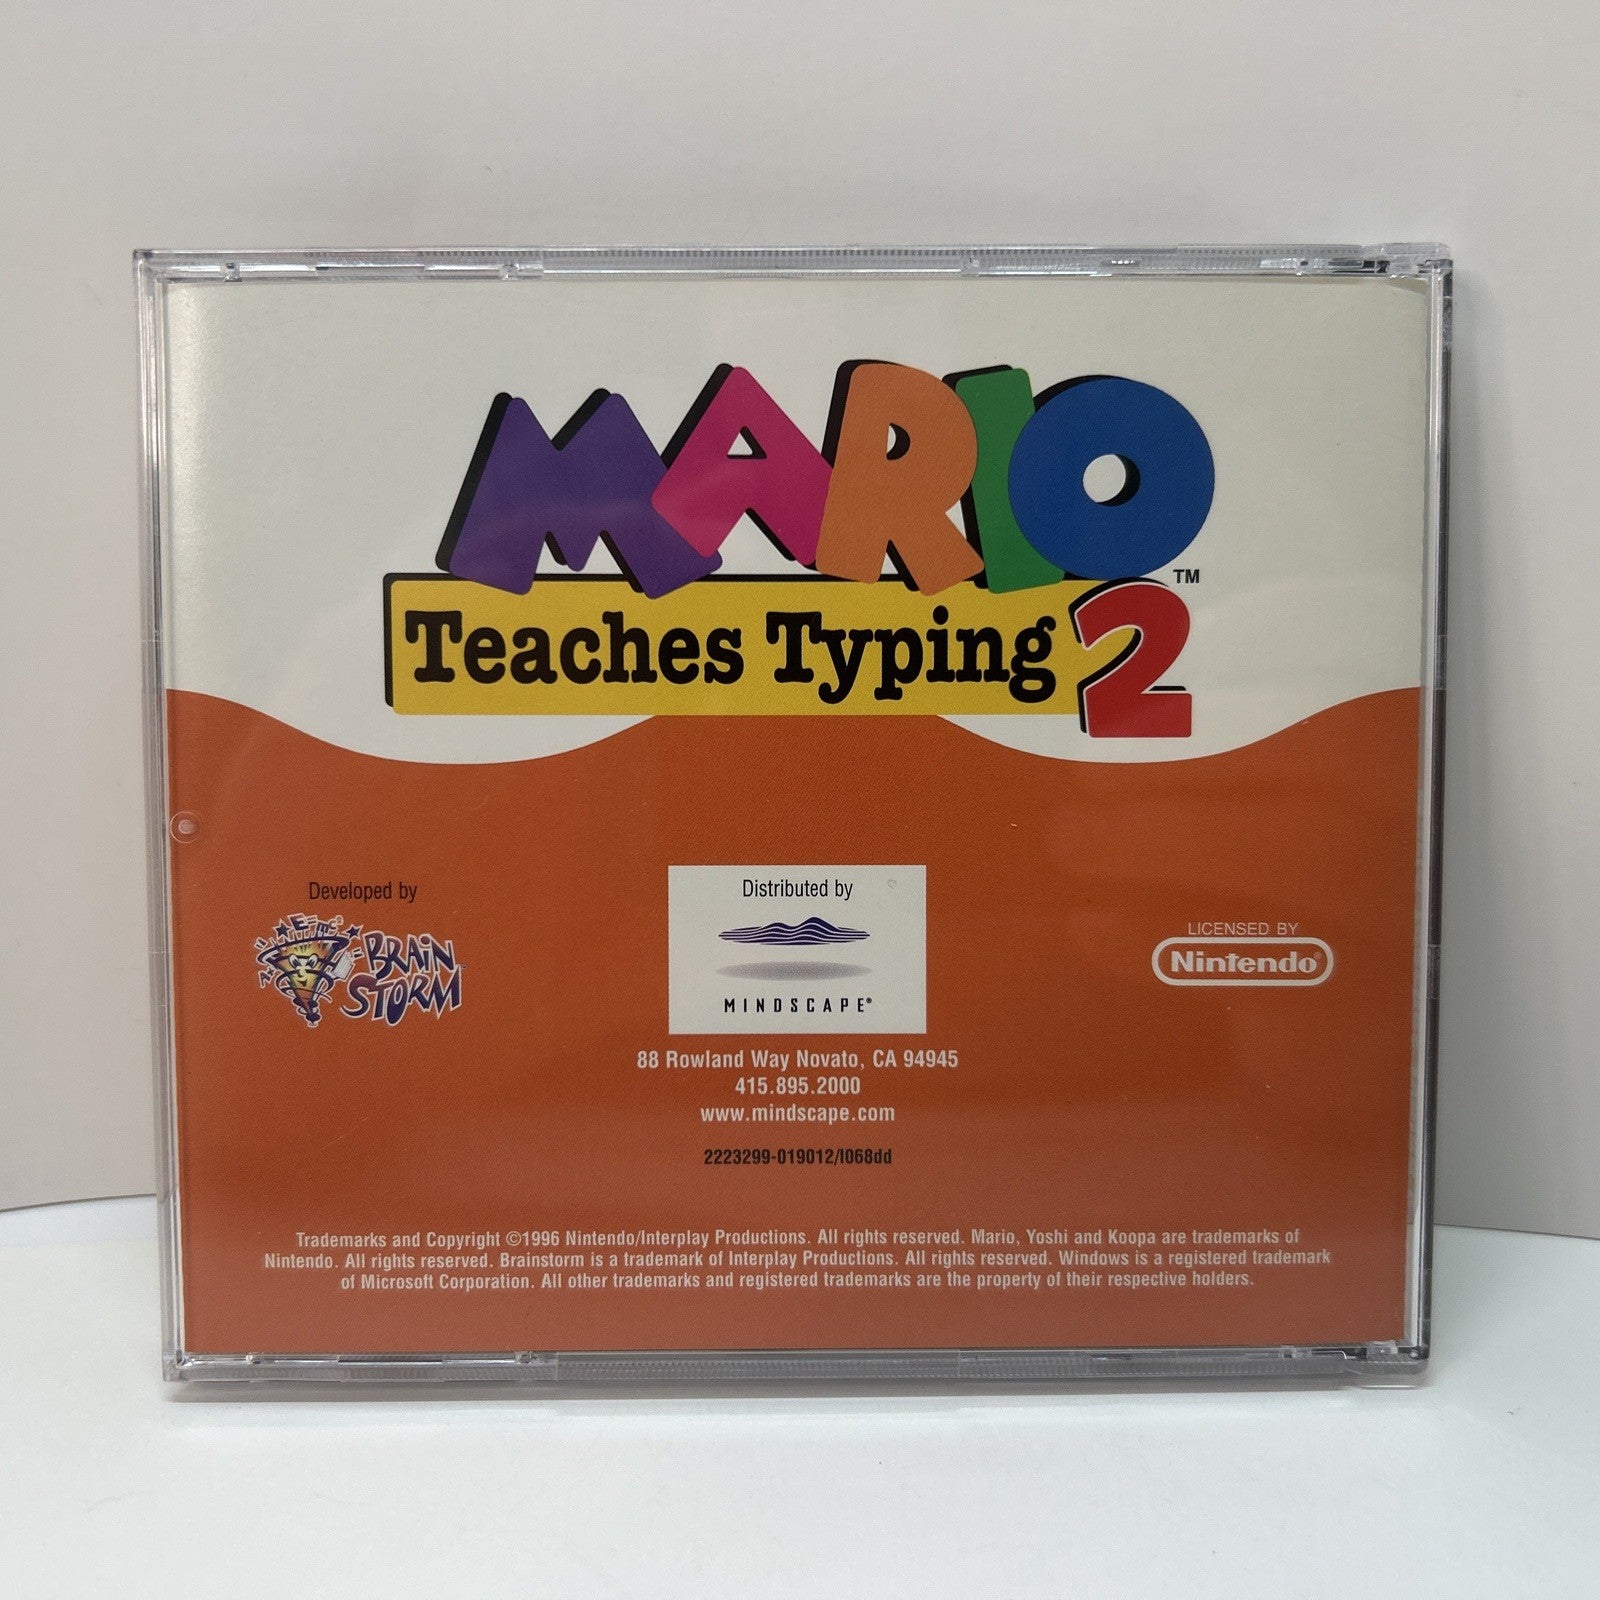 MARIO
Teaches Typing 2 ™
Developed by
BRAIN
STORM
Distributed by
MINDSCAPE®
LICENSED BY
Nintendo®
88 Rowland Way Novato, CA 94945
415.895.2000
www.mindscape.com
2223299-019012/I068dd
Trademarks and Copyright ©1996 Nintendo/Interplay Productions. All rights reserved. Mario, Yoshi and Koopa are trademarks of
Nintendo. All rights reserved. Brainstorm is a trademark of Interplay Productions. All rights reserved. Windows is a registered trademark
of Microsoft Corporation. All other trademarks and registered trademarks are the property of their respective holders.